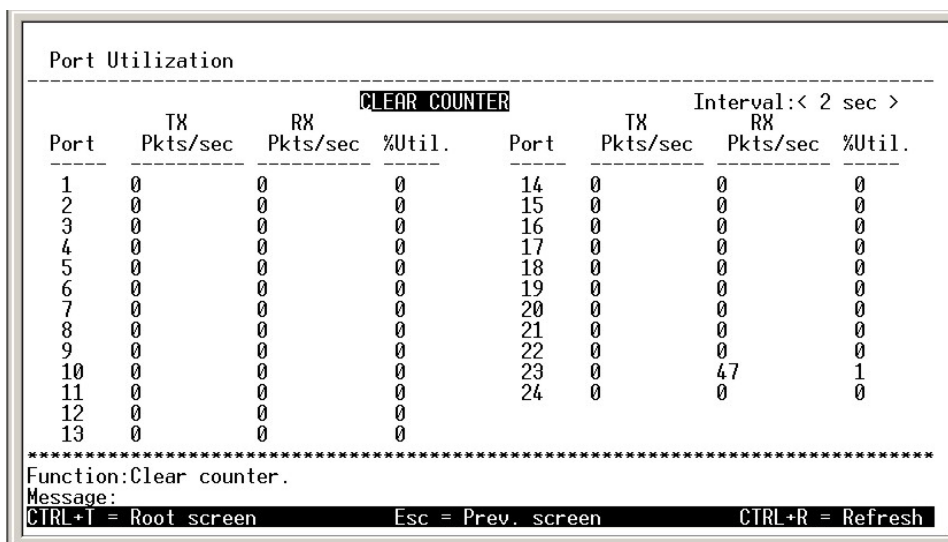 Port Utilization
CLEAR COUNTER Interval:< 2 sec >
TX RX TX RX
Port Pkts/sec Pkts/sec %Util. Port Pkts/sec Pkts/sec %Util.
1 0 0 0 14 0 0 0
2 0 0 0 15 0 0 0
3 0 0 0 16 0 0 0
4 0 0 0 17 0 0 0
5 0 0 0 18 0 0 0
6 0 0 0 19 0 0 0
7 0 0 0 20 0 0 0
8 0 0 0 21 0 0 0
9 0 0 0 22 0 0 0
10 0 0 0 23 0 47 1
11 0 0 0 24 0 0 0
12 0 0 0
13 0 0 0
********************************************************************************
Function:Clear counter.
Message:
CTRL+T = Root screen Esc = Prev. screen CTRL+R = Refresh